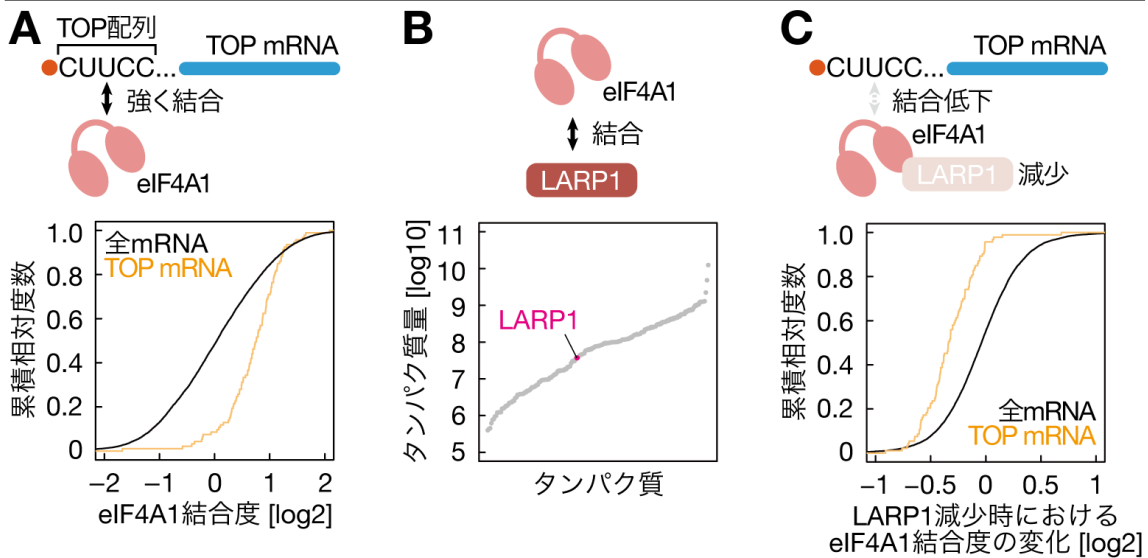 A
TOP配列
TOP mRNA
CUUCC...
強く結合
eIF4A1
1.0
0.8
0.6
0.4
0.2
0
全mRNA
TOP mRNA
累積相対度数
−2 −1 0 1 2
eIF4A1結合度 [log2]
B
eIF4A1
結合
LARP1
11
10
9
8
7
6
5
LARP1
タンパク質量 [log10]
タンパク質
C
TOP mRNA
CUUCC...
結合低下
eIF4A1
LARP1 減少
1.0
0.8
0.6
0.4
0.2
0
全mRNA
TOP mRNA
累積相対度数
−1 −0.5 0 0.5 1
LARP1減少時における
eIF4A1結合度の変化 [log2]